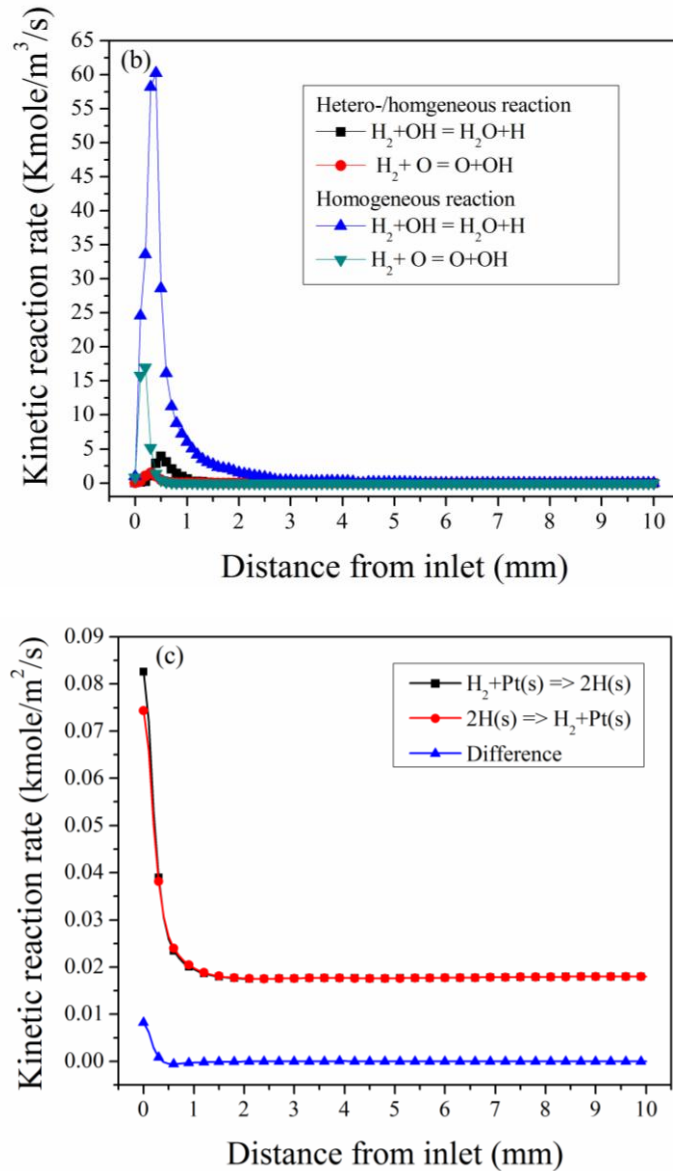 (b)
65
60
55
50
45
40
35
30
25
20
15
10
5
0
Kinetic reaction rate (Kmole/m³/s)
Hetero-/homgeneous reaction
H₂+OH = H₂O+H
H₂+ O = O+OH
Homogeneous reaction
H₂+OH = H₂O+H
H₂+ O = O+OH
0 1 2 3 4 5 6 7 8 9 10
Distance from inlet (mm)
(c)
0.09
0.08
0.07
0.06
0.05
0.04
0.03
0.02
0.01
0.00
Kinetic reaction rate (kmole/m²/s)
H₂+Pt(s) => 2H(s)
2H(s) => H₂+Pt(s)
Difference
0 1 2 3 4 5 6 7 8 9 10
Distance from inlet (mm)